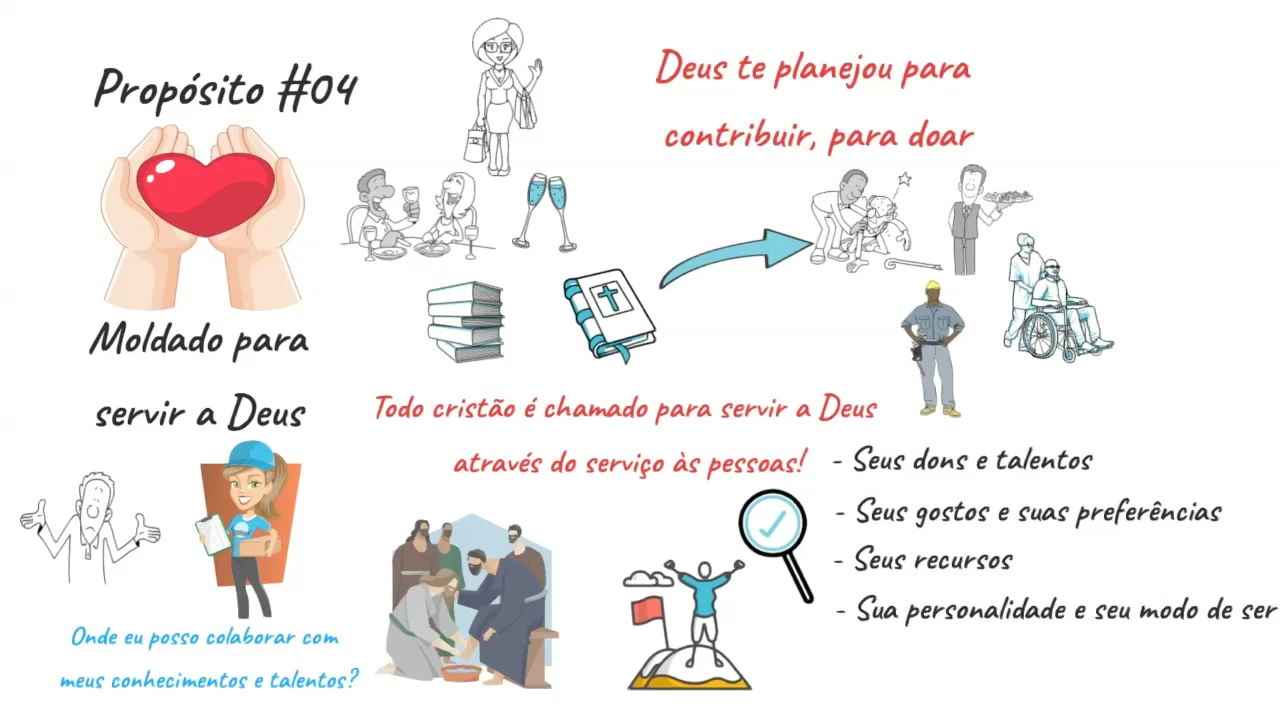 Propósito #04
Moldado para
servir a Deus
Deus te planejou para
contribuir, para doar
Todo cristão é chamado para servir a Deus
através do serviço às pessoas!
- Seus dons e talentos
- Seus gostos e suas preferências
- Seus recursos
- Sua personalidade e seu modo de ser
Onde eu posso colaborar com
meus conhecimentos e talentos?